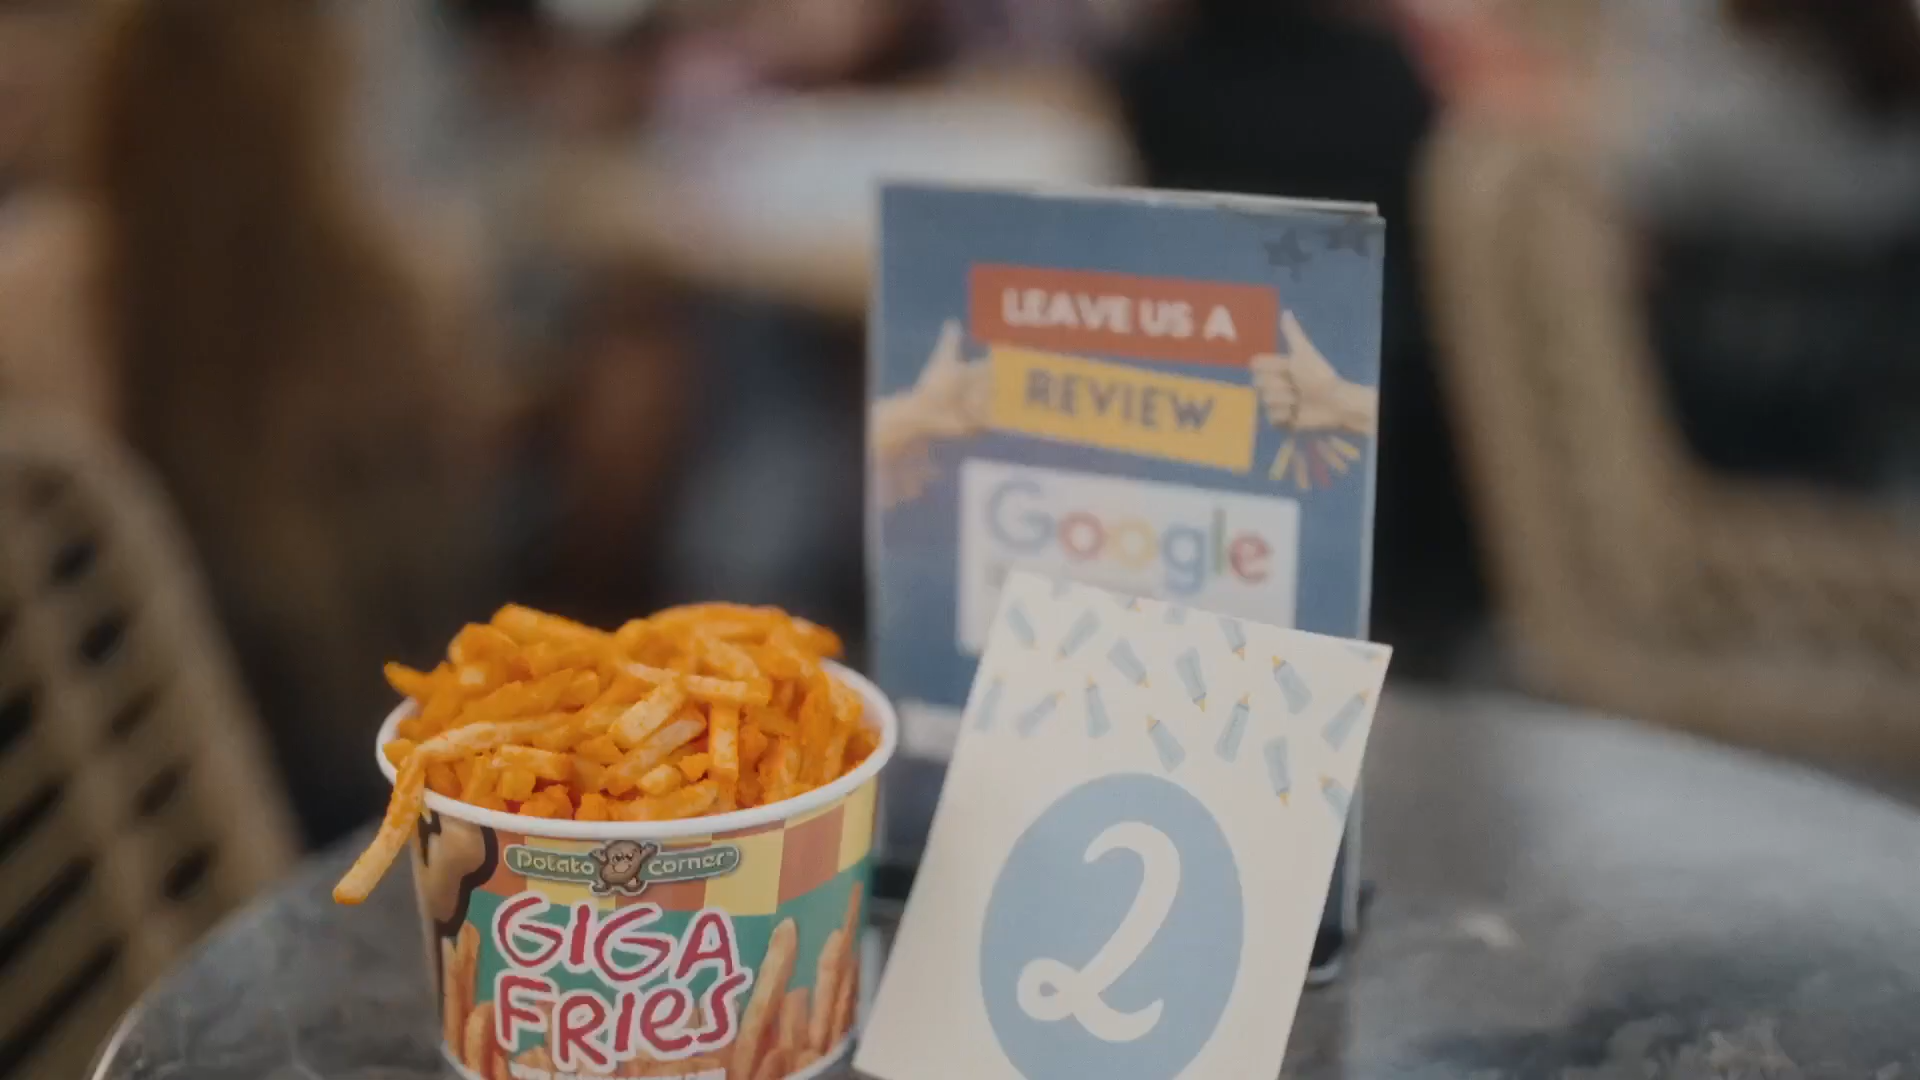 LEAVE US A
REVIEW
Google
Potato Corner
GIGA
FRIES
2